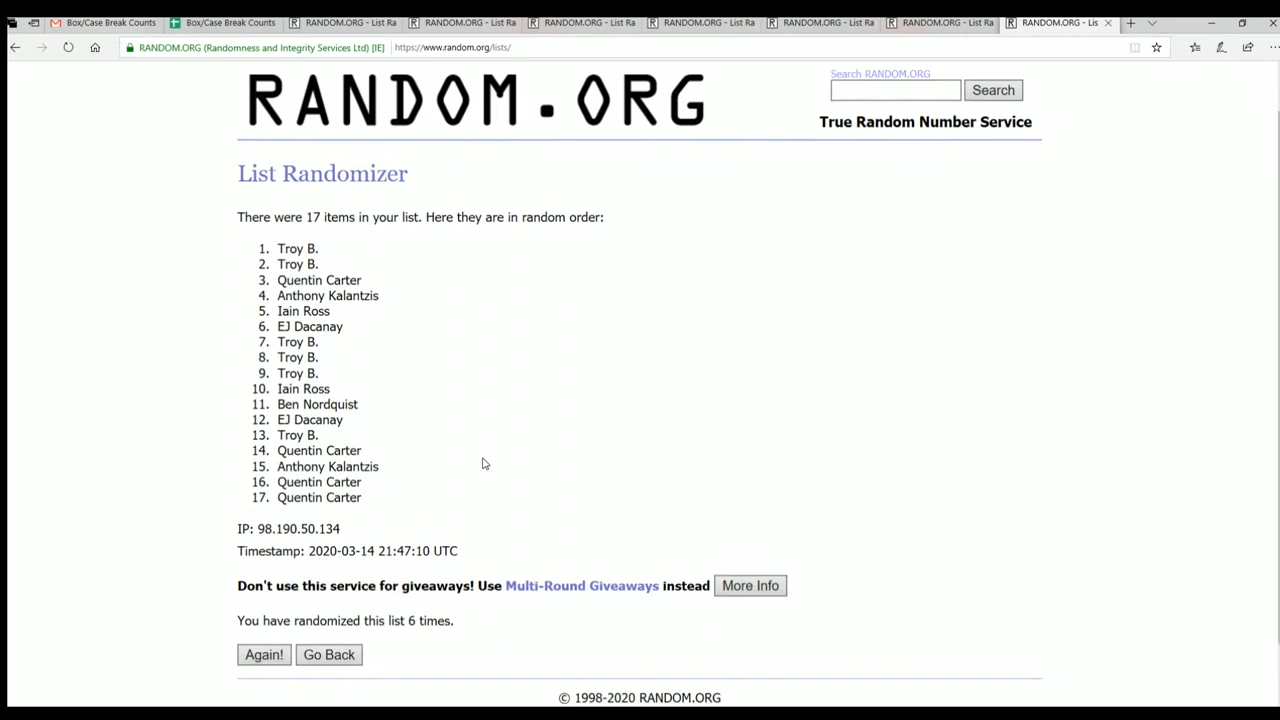 Box/Case Break Counts
Box/Case Break Counts
RANDOM.ORG - List Ra
RANDOM.ORG - List Ra
RANDOM.ORG - List Ra
RANDOM.ORG - List Ra
RANDOM.ORG - List Ra
RANDOM.ORG - List Ra
RANDOM.ORG - Lis
RANDOM.ORG (Randomness and Integrity Services Ltd) [IE]
https://www.random.org/lists/
RANDOM.ORG
Search RANDOM.ORG
Search
True Random Number Service
List Randomizer
There were 17 items in your list. Here they are in random order:
1. Troy B.
2. Troy B.
3. Quentin Carter
4. Anthony Kalantzis
5. Iain Ross
6. EJ Dacanay
7. Troy B.
8. Troy B.
9. Troy B.
10. Iain Ross
11. Ben Nordquist
12. EJ Dacanay
13. Troy B.
14. Quentin Carter
15. Anthony Kalantzis
16. Quentin Carter
17. Quentin Carter
IP: 98.190.50.134
Timestamp: 2020-03-14 21:47:10 UTC
Don't use this service for giveaways! Use Multi-Round Giveaways instead More Info
You have randomized this list 6 times.
Again! Go Back
© 1998-2020 RANDOM.ORG